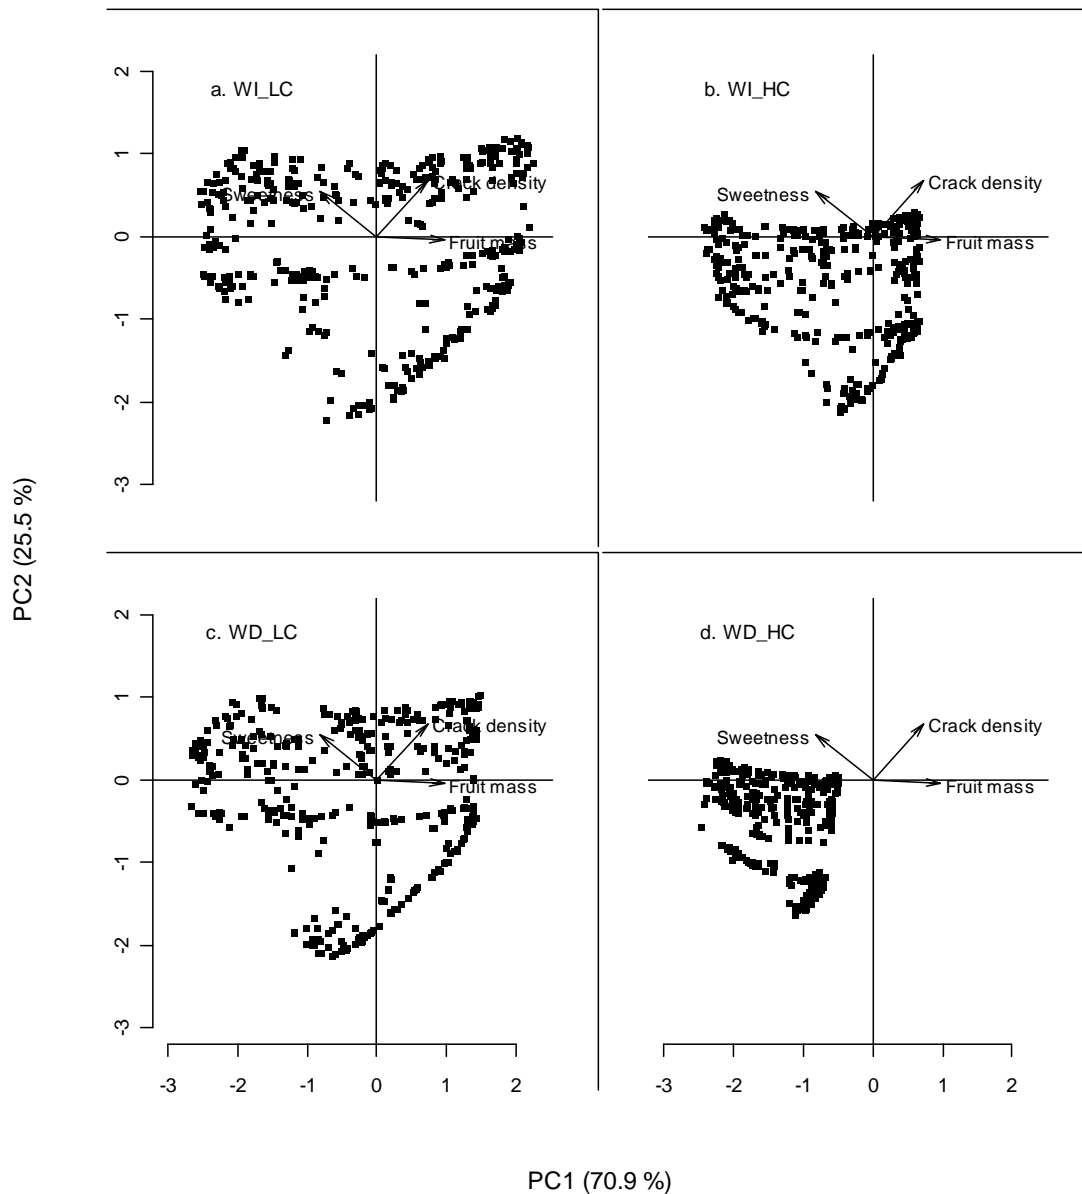 a. WI_LC
b. WI_HC
2
1
0
-1
-2
-3
Sweetness
Crack density
Fruit mass
Sweetness
Crack density
Fruit mass
PC2 (25.5 %)
c. WD_LC
d. WD_HC
2
1
0
-1
-2
-3
Sweetness
Crack density
Fruit mass
Sweetness
Crack density
Fruit mass
-3 -2 -1 0 1 2
-3 -2 -1 0 1 2
PC1 (70.9 %)